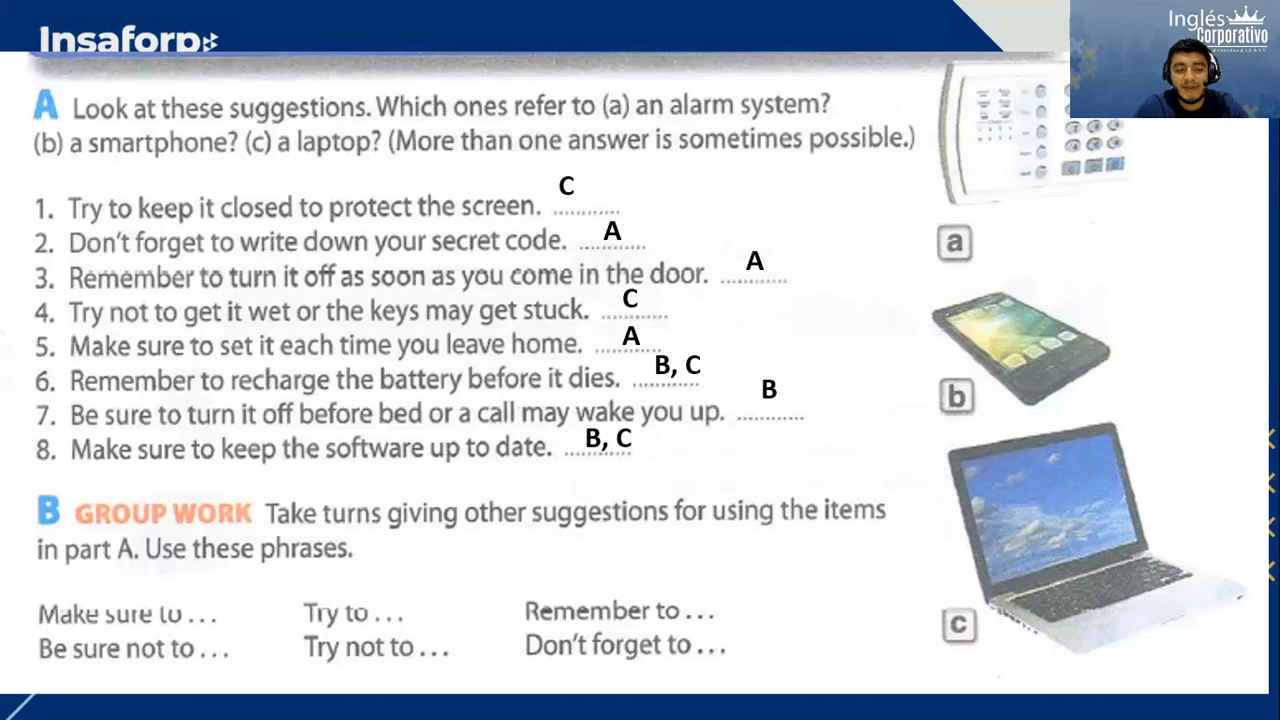 Insaforp
Inglés
Corporativo
A Look at these suggestions. Which ones refer to (a) an alarm system?
(b) a smartphone? (c) a laptop? (More than one answer is sometimes possible.)
1. Try to keep it closed to protect the screen. ............ C
2. Don't forget to write down your secret code. ............ A
3. Remember to turn it off as soon as you come in the door. ............ A
4. Try not to get it wet or the keys may get stuck. ............ C
5. Make sure to set it each time you leave home. ............ A
6. Remember to recharge the battery before it dies. ............ B, C
7. Be sure to turn it off before bed or a call may wake you up. ............ B
8. Make sure to keep the software up to date. ............ B, C
a
b
c
B GROUP WORK Take turns giving other suggestions for using the items
in part A. Use these phrases.
Make sure to ... Try to ... Remember to ...
Be sure not to ... Try not to ... Don't forget to ...